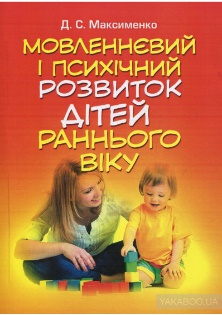 Д. С. Максименко
МОВЛЕННЄВИЙ
І ПСИХІЧНИЙ
РОЗВИТОК
ДІТЕЙ
РАННЬОГО
ВІКУ
YAKABOO.UA